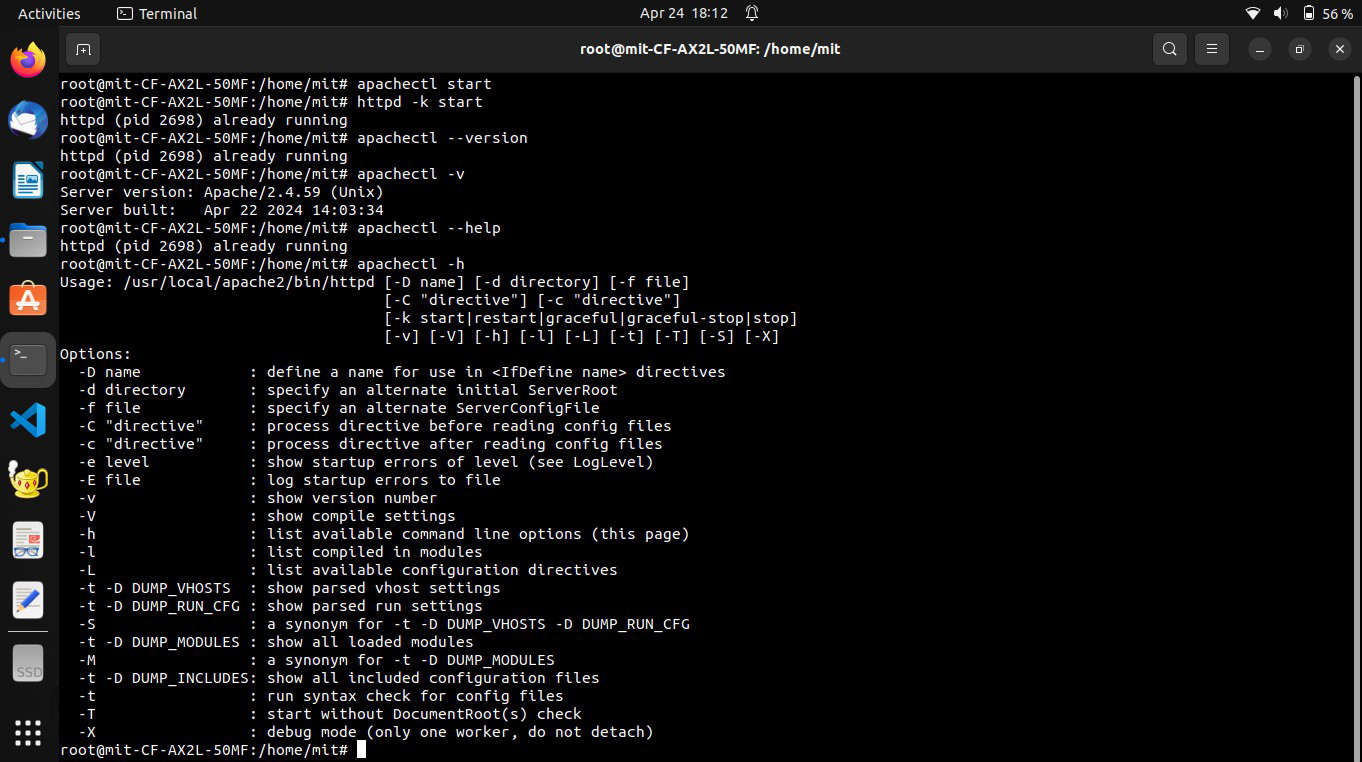 Activities Terminal Apr 24 18:12 56 %
root@mit-CF-AX2L-50MF: /home/mit
root@mit-CF-AX2L-50MF:/home/mit# apachectl start
root@mit-CF-AX2L-50MF:/home/mit# httpd -k start
httpd (pid 2698) already running
root@mit-CF-AX2L-50MF:/home/mit# apachectl --version
httpd (pid 2698) already running
root@mit-CF-AX2L-50MF:/home/mit# apachectl -v
Server version: Apache/2.4.59 (Unix)
Server built:   Apr 22 2024 14:03:34
root@mit-CF-AX2L-50MF:/home/mit# apachectl --help
httpd (pid 2698) already running
root@mit-CF-AX2L-50MF:/home/mit# apachectl -h
Usage: /usr/local/apache2/bin/httpd [-D name] [-d directory] [-f file]
                                    [-C "directive"] [-c "directive"]
                                    [-k start|restart|graceful|graceful-stop|stop]
                                    [-v] [-V] [-h] [-l] [-L] [-t] [-T] [-S] [-X]
Options:
  -D name            : define a name for use in <IfDefine name> directives
  -d directory       : specify an alternate initial ServerRoot
  -f file            : specify an alternate ServerConfigFile
  -C "directive"     : process directive before reading config files
  -c "directive"     : process directive after reading config files
  -e level           : show startup errors of level (see LogLevel)
  -E file            : log startup errors to file
  -v                 : show version number
  -V                 : show compile settings
  -h                 : list available command line options (this page)
  -l                 : list compiled in modules
  -L                 : list available configuration directives
  -t -D DUMP_VHOSTS  : show parsed vhost settings
  -t -D DUMP_RUN_CFG : show parsed run settings
  -S                 : a synonym for -t -D DUMP_VHOSTS -D DUMP_RUN_CFG
  -t -D DUMP_MODULES : show all loaded modules
  -M                 : a synonym for -t -D DUMP_MODULES
  -t -D DUMP_INCLUDES: show all included configuration files
  -t                 : run syntax check for config files
  -T                 : start without DocumentRoot(s) check
  -X                 : debug mode (only one worker, do not detach)
root@mit-CF-AX2L-50MF:/home/mit#
SSD